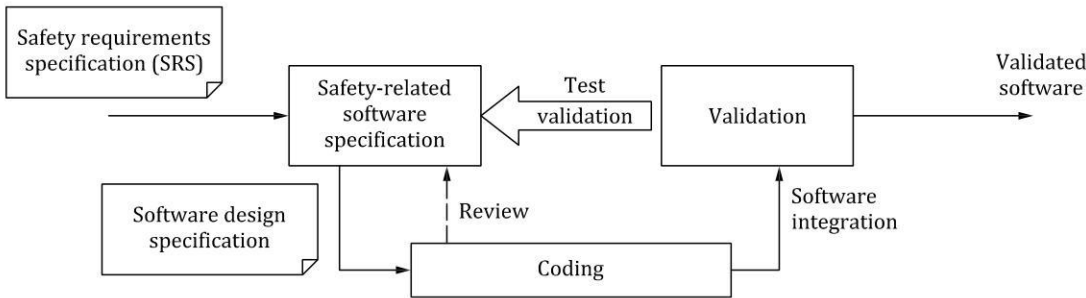 Safety requirements
specification (SRS)
Safety-related
software
specification
Test
validation
Validation
Validated
software
Software design
specification
Review
Coding
Software
integration